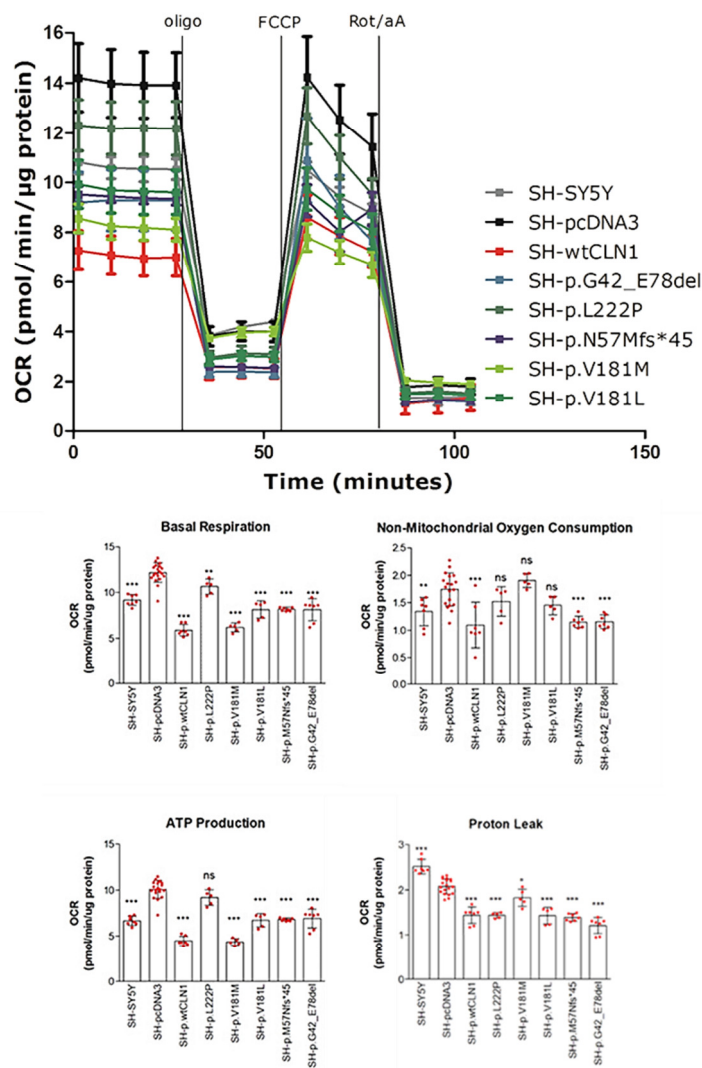 oligo FCCP Rot/aA
16
14
12
10
8
6
4
2
0
OCR (pmol/min/µg protein)
0 50 100 150
Time (minutes)
SH-SY5Y
SH-pcDNA3
SH-wtCLN1
SH-p.G42_E78del
SH-p.L222P
SH-p.N57Mfs*45
SH-p.V181M
SH-p.V181L
Basal Respiration
OCR
(pmol/min/ug protein)
15
10
5
0
*** *** ** *** *** *** ***
SH-SY5Y
SH-pcDNA3
SH-p.wtCLN1
SH-p.L222P
SH-p.V181M
SH-p.V181L
SH-p.M57Nfs*45
SH-p.G42_E78del
Non-Mitochondrial Oxygen Consumption
OCR
(pmol/min/ug protein)
2.5
2.0
1.5
1.0
0.5
0.0
** *** ns ns ns *** ***
SH-SY5Y
SH-pcDNA3
SH-p.wtCLN1
SH-p.L222P
SH-p.V181M
SH-p.V181L
SH-p.M57Nfs*45
SH-p.G42_E78del
ATP Production
OCR
(pmol/min/ug protein)
15
10
5
0
*** *** ns *** *** *** ***
SH-SY5Y
SH-pcDNA3
SH-p.wtCLN1
SH-p.L222P
SH-p.V181M
SH-p.V181L
SH-p.M57Nfs*45
SH-p.G42_E78del
Proton Leak
OCR
(pmol/min/ug protein)
3
2
1
0
*** *** *** * *** *** ***
SH-SY5Y
SH-pcDNA3
SH-p.wtCLN1
SH-p.L222P
SH-p.V181M
SH-p.V181L
SH-p.M57Nfs*45
SH-p.G42_E78del